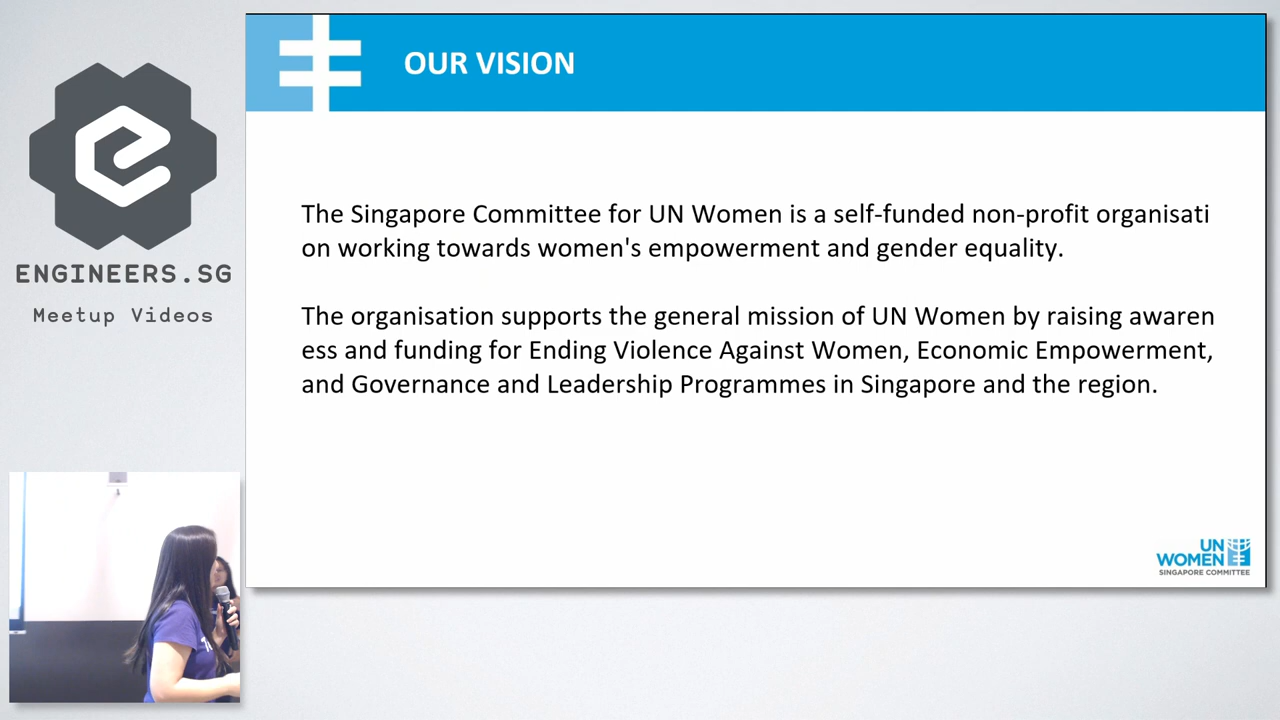 ENGINEERS.SG
Meetup Videos
OUR VISION
The Singapore Committee for UN Women is a self-funded non-profit organisati
on working towards women's empowerment and gender equality.
The organisation supports the general mission of UN Women by raising awaren
ess and funding for Ending Violence Against Women, Economic Empowerment,
and Governance and Leadership Programmes in Singapore and the region.
UN
WOMEN
SINGAPORE COMMITTEE